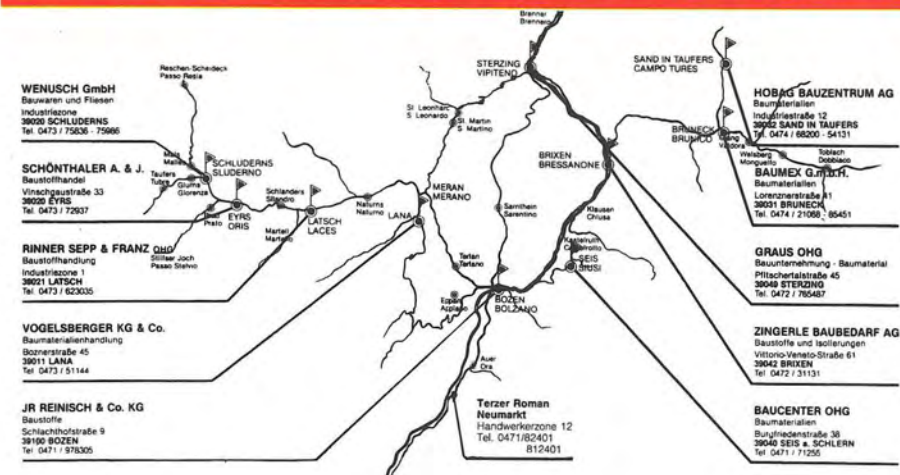 WENUSCH GmbH
Bauwaren und Fliesen
Industriezone
39020 SCHLUDERNS
Tel. 0473 / 75836 - 75986
SCHÖNTHALER A. & J.
Baustoffhandel
Vinschgaustraße 33
39020 EYRS
Tel. 0473 / 72937
RINNER SEPP & FRANZ OHG
Baustoffhandlung
Industriezone 1
39021 LATSCH
Tel. 0473 / 623035
VOGELSBERGER KG & Co.
Baumaterialienhandlung
Boznerstraße 45
39011 LANA
Tel. 0473 / 51144
JR REINISCH & Co. KG
Baustoffe
Schlachthofstraße 9
39100 BOZEN
Tel. 0471 / 978305
Reschen-Scheideck
Passo Resia
Mals
Taufers
Tubre
Glurns
Glorenza
SCHLUDERNS
SLUDERNO
Prato
Stilfser Joch
Passo Stelvio
EYRS
ORIS
Schlanders
Silandro
Martell
Martello
LATSCH
LACES
Naturns
Naturno
LANA
MERAN
MERANO
St. Leonhard
S. Leonardo
St. Martin
S. Martino
Brenner
Brennero
STERZING
VIPITENO
Sarnthein
Sarentino
Terlan
Terlano
Eppan
Appiano
BOZEN
BOLZANO
Auer
Ora
Terzer Roman
Neumarkt
Handwerkerzone 12
Tel. 0471/82401
812401
BRIXEN
BRESSANONE
Klausen
Chiusa
Kastelruth
SEIS
SIUSI
SAND IN TAUFERS
CAMPO TURES
BRUNECK
BRUNICO
Welsberg
Monguelfo
Toblach
Dobbiaco
HOBAG BAUZENTRUM AG
Baumaterialien
Industriestraße 12
39032 SAND IN TAUFERS
Tel. 0474 / 68200 - 54131
BAUMEX G.m.b.H.
Baumaterialien
Lorenznerstraße 41
39031 BRUNECK
Tel. 0474 / 21068 - 85451
GRAUS OHG
Bauunternehmung - Baumaterial
Pfitschertalstraße 45
39049 STERZING
Tel. 0472 / 765487
ZINGERLE BAUBEDARF AG
Baustoffe und Isolierungen
Vittorio-Veneto-Straße 61
39042 BRIXEN
Tel. 0472 / 31131
BAUCENTER OHG
Baumaterialien
Burgfriedenstraße 38
39040 SEIS a. SCHLERN
Tel. 0471 / 71255